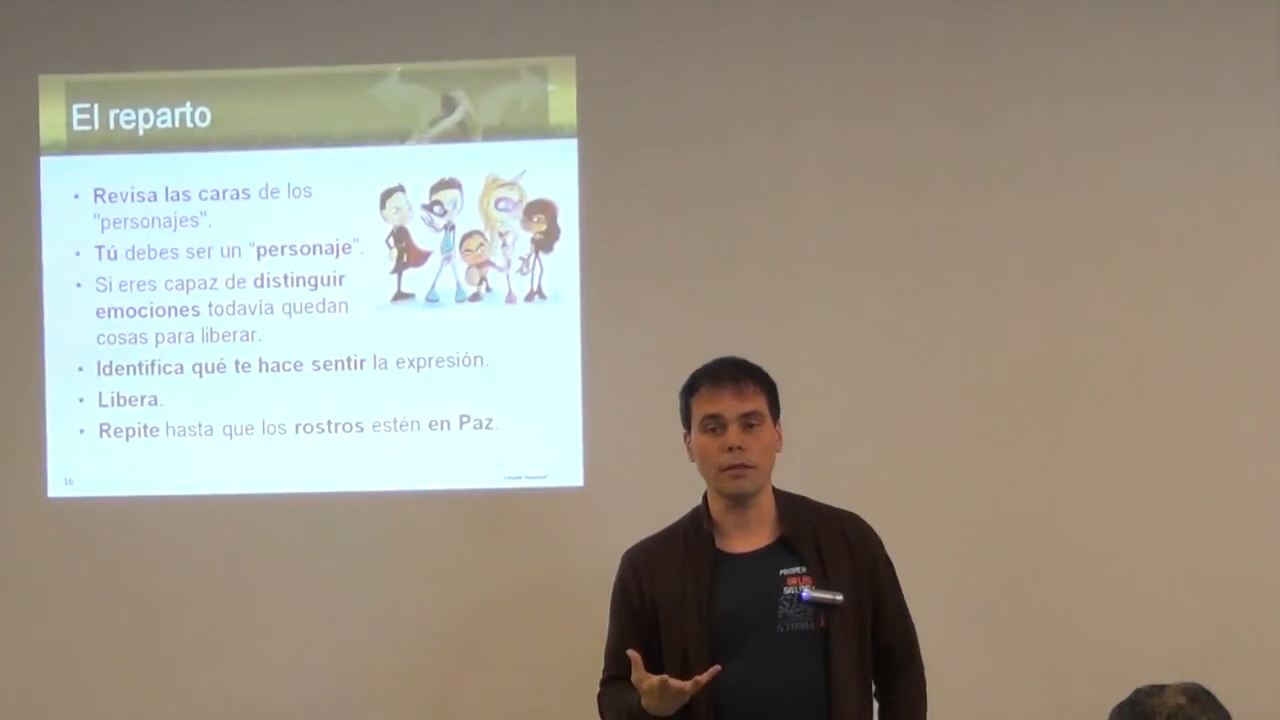 El reparto
• Revisa las caras de los
"personajes".
• Tú debes ser un "personaje".
• Si eres capaz de distinguir
emociones todavía quedan
cosas para liberar.
• Identifica qué te hace sentir la expresión.
• Libera.
• Repite hasta que los rostros estén en Paz.
16